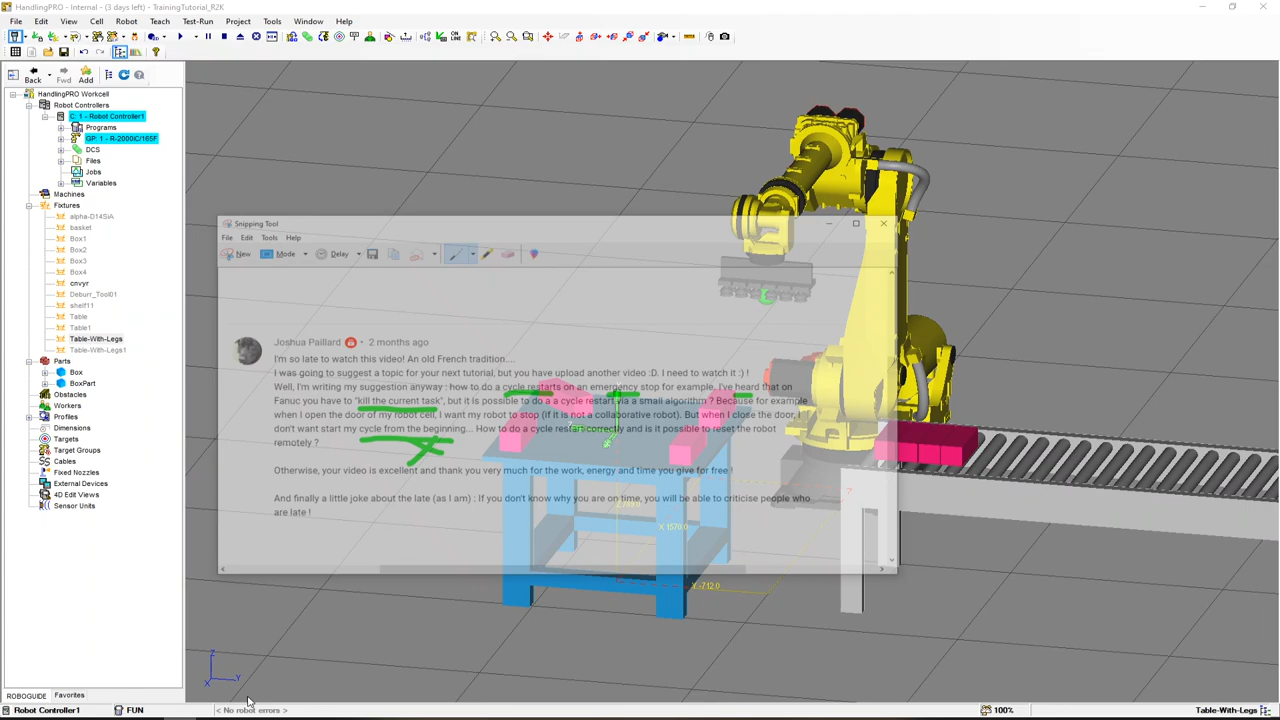 HandlingPRO - Internal - (3 days left) - TrainingTutorial_R2K
File Edit View Cell Robot Teach Test-Run Project Tools Window Help
ON LINE
Back Fwd Add
HandlingPRO Workcell
Robot Controllers
C: 1 - Robot Controller1
Programs
GP: 1 - R-2000iC/165F
DCS
Files
Jobs
Variables
Machines
Fixtures
alpha-D14SiA
basket
Box1
Box2
Box3
Box4
cnvyr
Deburr_Tool01
shelf11
Table
Table1
Table-With-Legs
Table-With-Legs1
Parts
Box
BoxPart
Obstacles
Workers
Profiles
Dimensions
Targets
Target Groups
Cables
Fixed Nozzles
External Devices
4D Edit Views
Sensor Units
ROBOGUIDE Favorites
Snipping Tool
File Edit Tools Help
New Mode Delay
Joshua Paillard • 2 months ago
I'm so late to watch this video! An old French tradition....
I was going to suggest a topic for your next tutorial, but you have upload another video :D. I need to watch it :) !
Well, I'm writing my suggestion anyway : how to do a cycle restarts on an emergency stop for example. I've heard that on
Fanuc you have to "kill the current task", but it is possible to do a a cycle restart via a small algorithm ? Because for example
when I open the door of my robot cell, I want my robot to stop (if it is not a collaborative robot). But when I close the door, I
don't want start my cycle from the beginning... How to do a cycle restart correctly and is it possible to reset the robot
remotely ?
Otherwise, your video is excellent and thank you very much for the work, energy and time you give for free !
And finally a little joke about the late (as I am) : If you don't know why you are on time, you will be able to criticise people who
are late !
X 1570.0
Y -712.0
Z
X Y
Robot Controller1 FUN < No robot errors > 100% Table-With-Legs